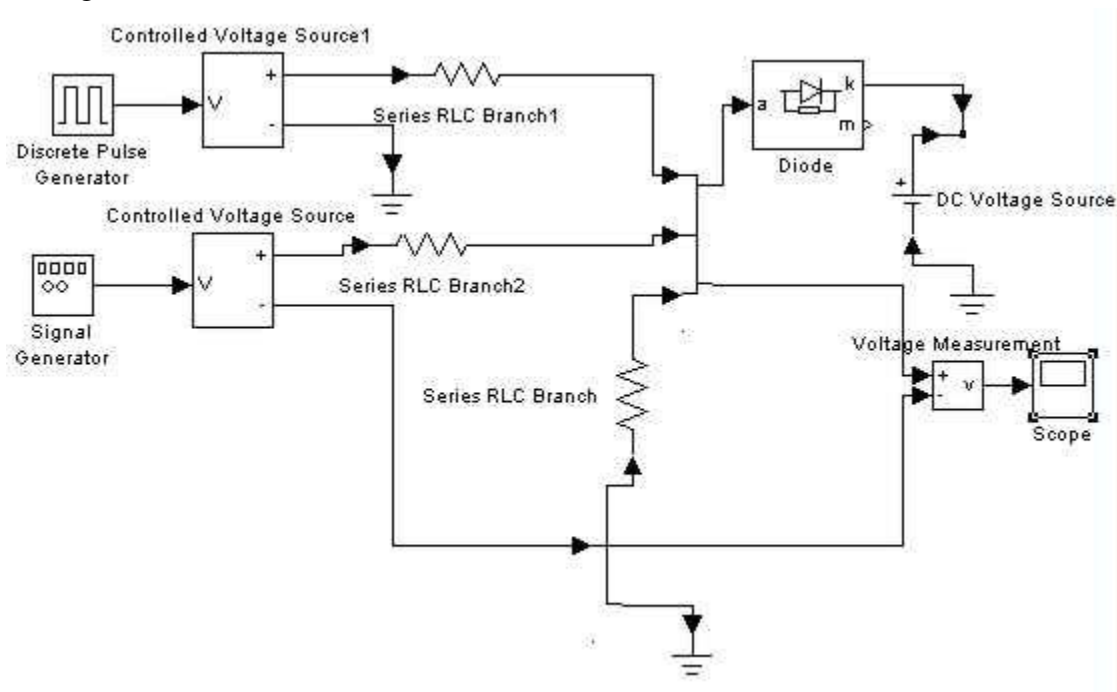 Controlled Voltage Source1
+
V
-
Series RLC Branch1
Discrete Pulse
Generator
a
k
m
Diode
Controlled Voltage Source
+
V
-
Series RLC Branch2
Signal
Generator
+
DC Voltage Source
Voltage Measurement
+
v
-
Scope
Series RLC Branch